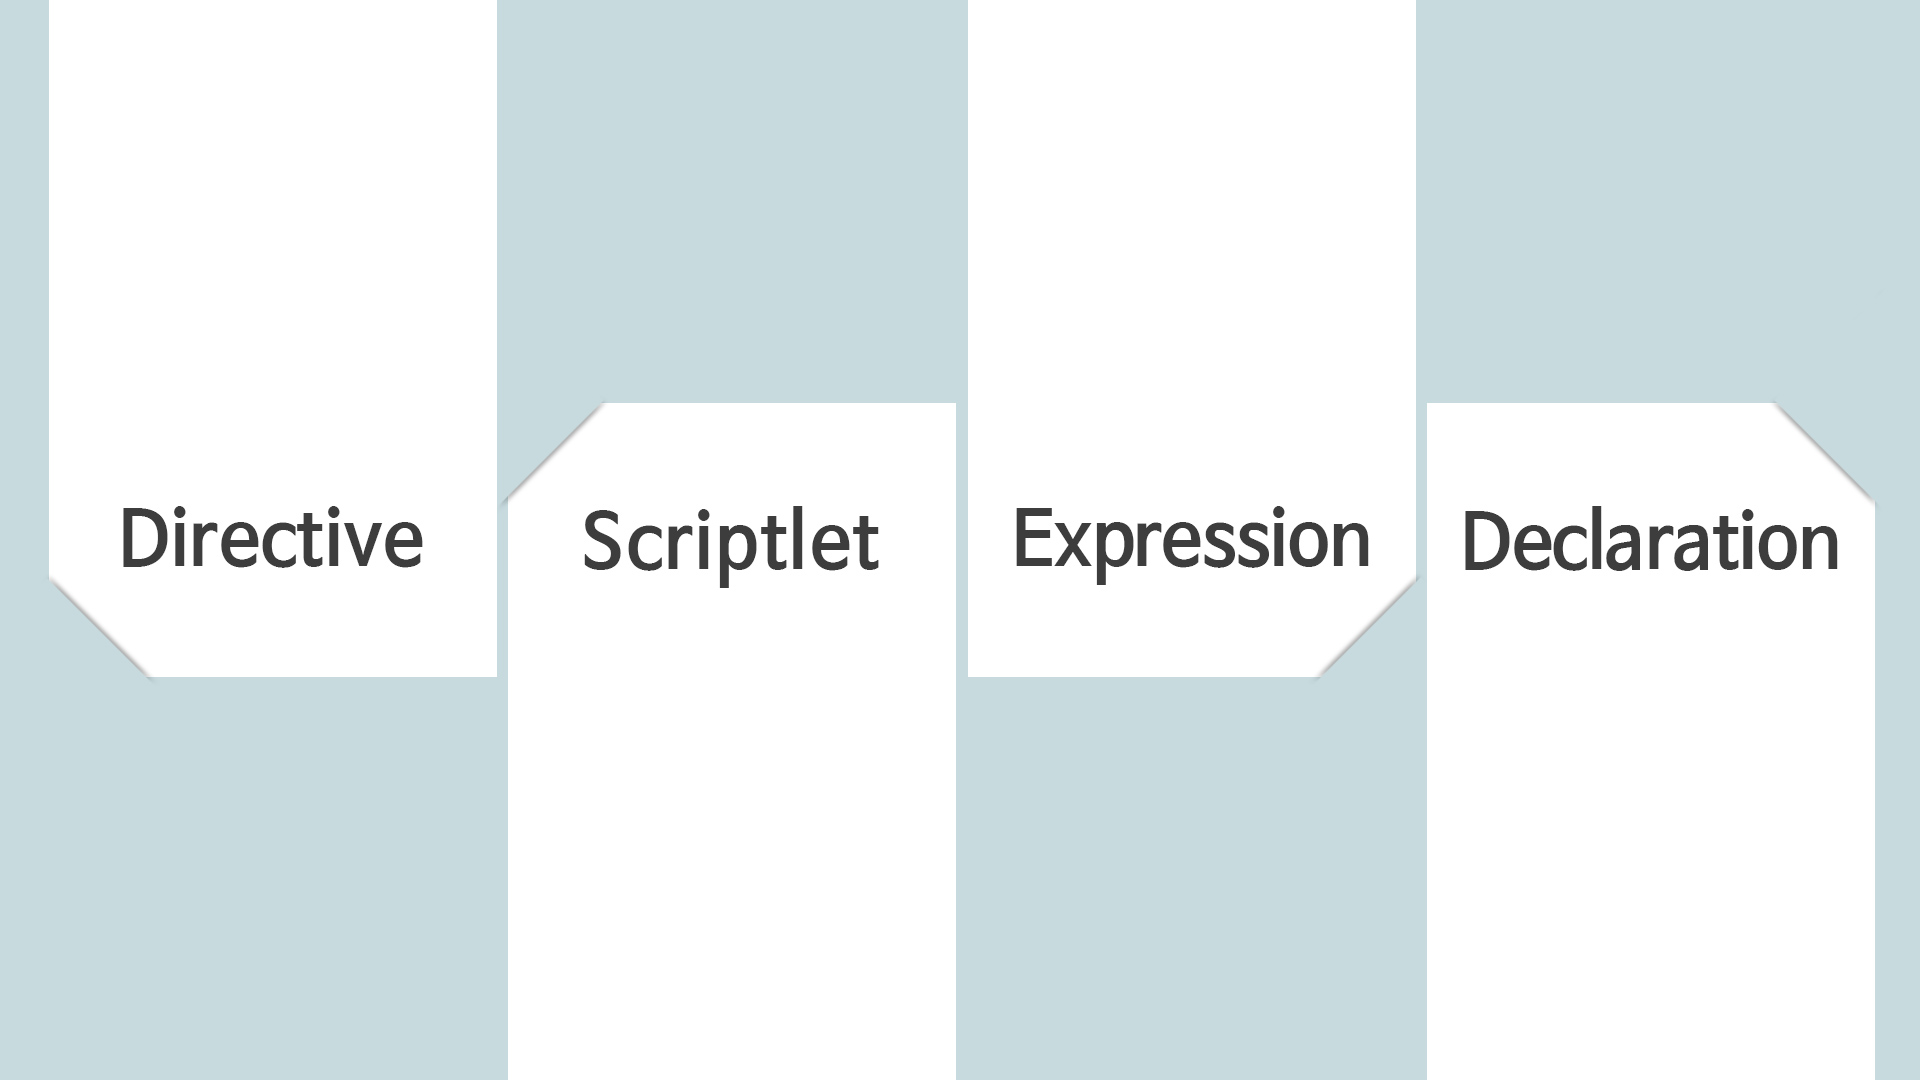 Directive
Scriptlet
Expression
Declaration